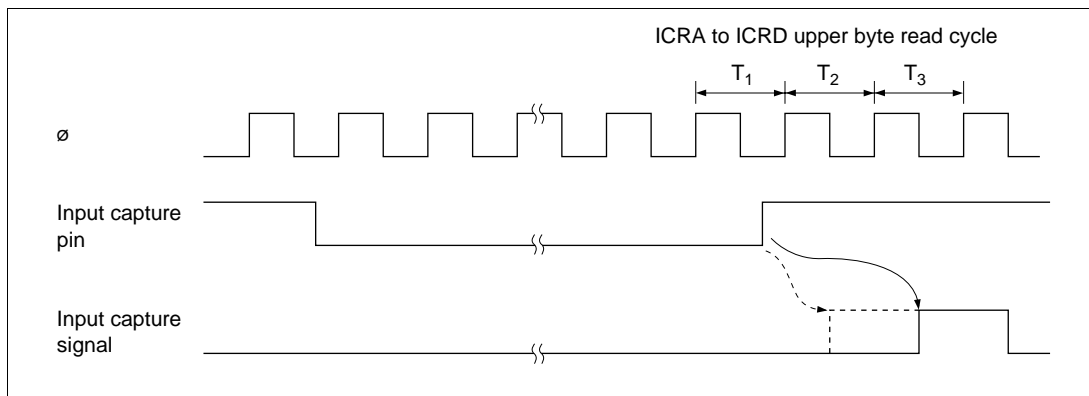 ICRA to ICRD upper byte read cycle
T1 T2 T3
ø
Input capture
pin
Input capture
signal